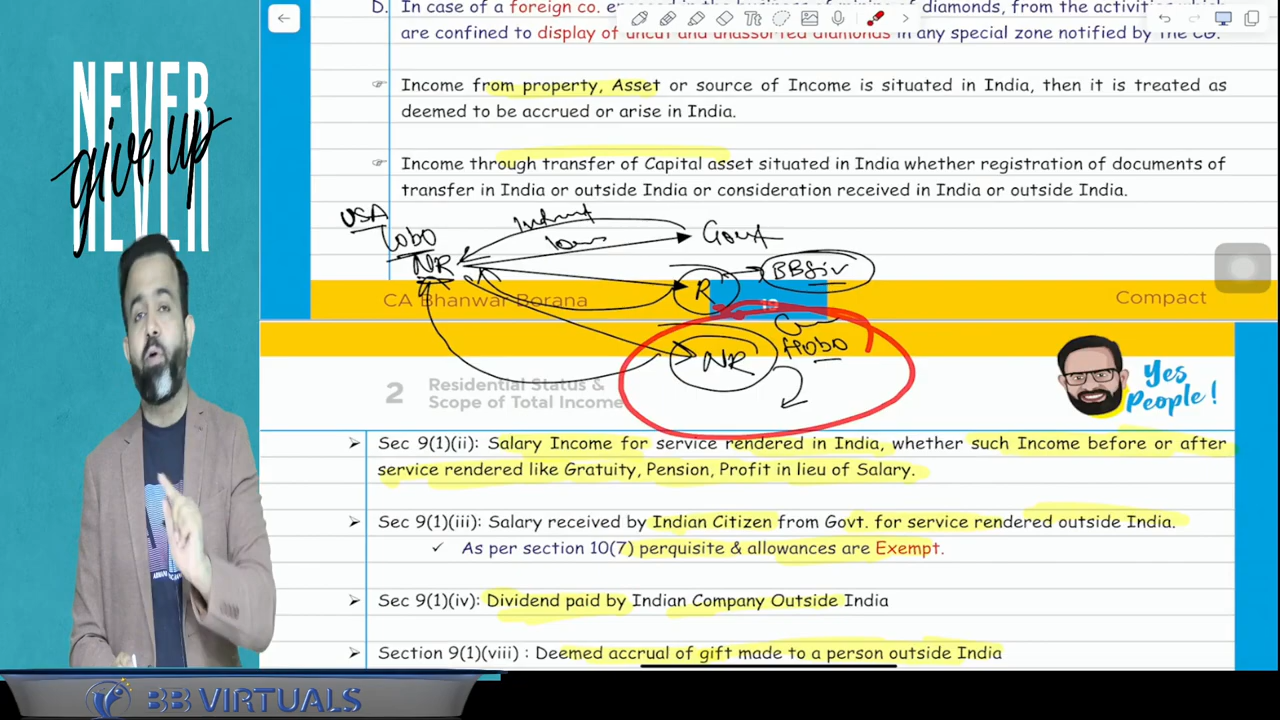 D. In case of a foreign co. en
of diamonds, from the activities which
are confined to display of uncut and unassorted diamonds in any special zone notified by the CG.
☞ Income from property, Asset or source of Income is situated in India, then it is treated as
deemed to be accrued or arise in India.
☞ Income through transfer of Capital asset situated in India whether registration of documents of
transfer in India or outside India or consideration received in India or outside India.
USA
Lobo
NR
loan
Govt
R
BBSir
CA Bhanwar Borana
19
Compact
NR
Hobo
NEVER
give up
NEVER
2 Residential Status &
Scope of Total Income
Yes
People!
➤ Sec 9(1)(ii): Salary Income for service rendered in India, whether such Income before or after
service rendered like Gratuity, Pension, Profit in lieu of Salary.
➤ Sec 9(1)(iii): Salary received by Indian Citizen from Govt. for service rendered outside India.
✓ As per section 10(7) perquisite & allowances are Exempt.
➤ Sec 9(1)(iv): Dividend paid by Indian Company Outside India
➤ Section 9(1)(viii) : Deemed accrual of gift made to a person outside India
BB VIRTUALS